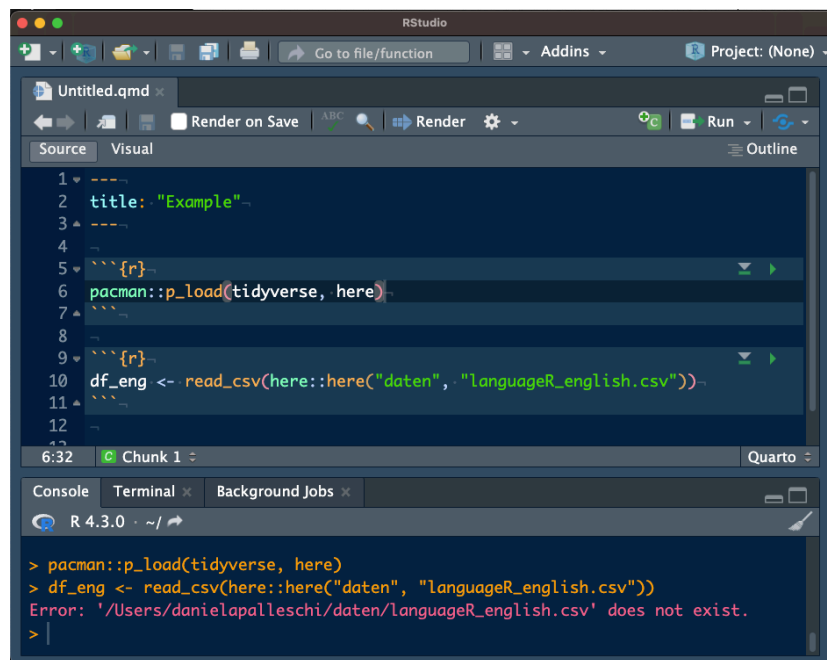 RStudio
Go to file/function
Addins
Project: (None)
Untitled.qmd
Render on Save
ABC
Render
Run
Source Visual
Outline
1 ---
2 title: "Example"
3 ---
4
5 ```{r}
6 pacman::p_load(tidyverse, here)
7 ```
8
9 ```{r}
10 df_eng <- read_csv(here::here("daten", "languageR_english.csv"))
11 ```
12
6:32 C Chunk 1 Quarto
Console Terminal Background Jobs
R 4.3.0 · ~/
> pacman::p_load(tidyverse, here)
> df_eng <- read_csv(here::here("daten", "languageR_english.csv"))
Error: '/Users/danielapalleschi/daten/languageR_english.csv' does not exist.
>